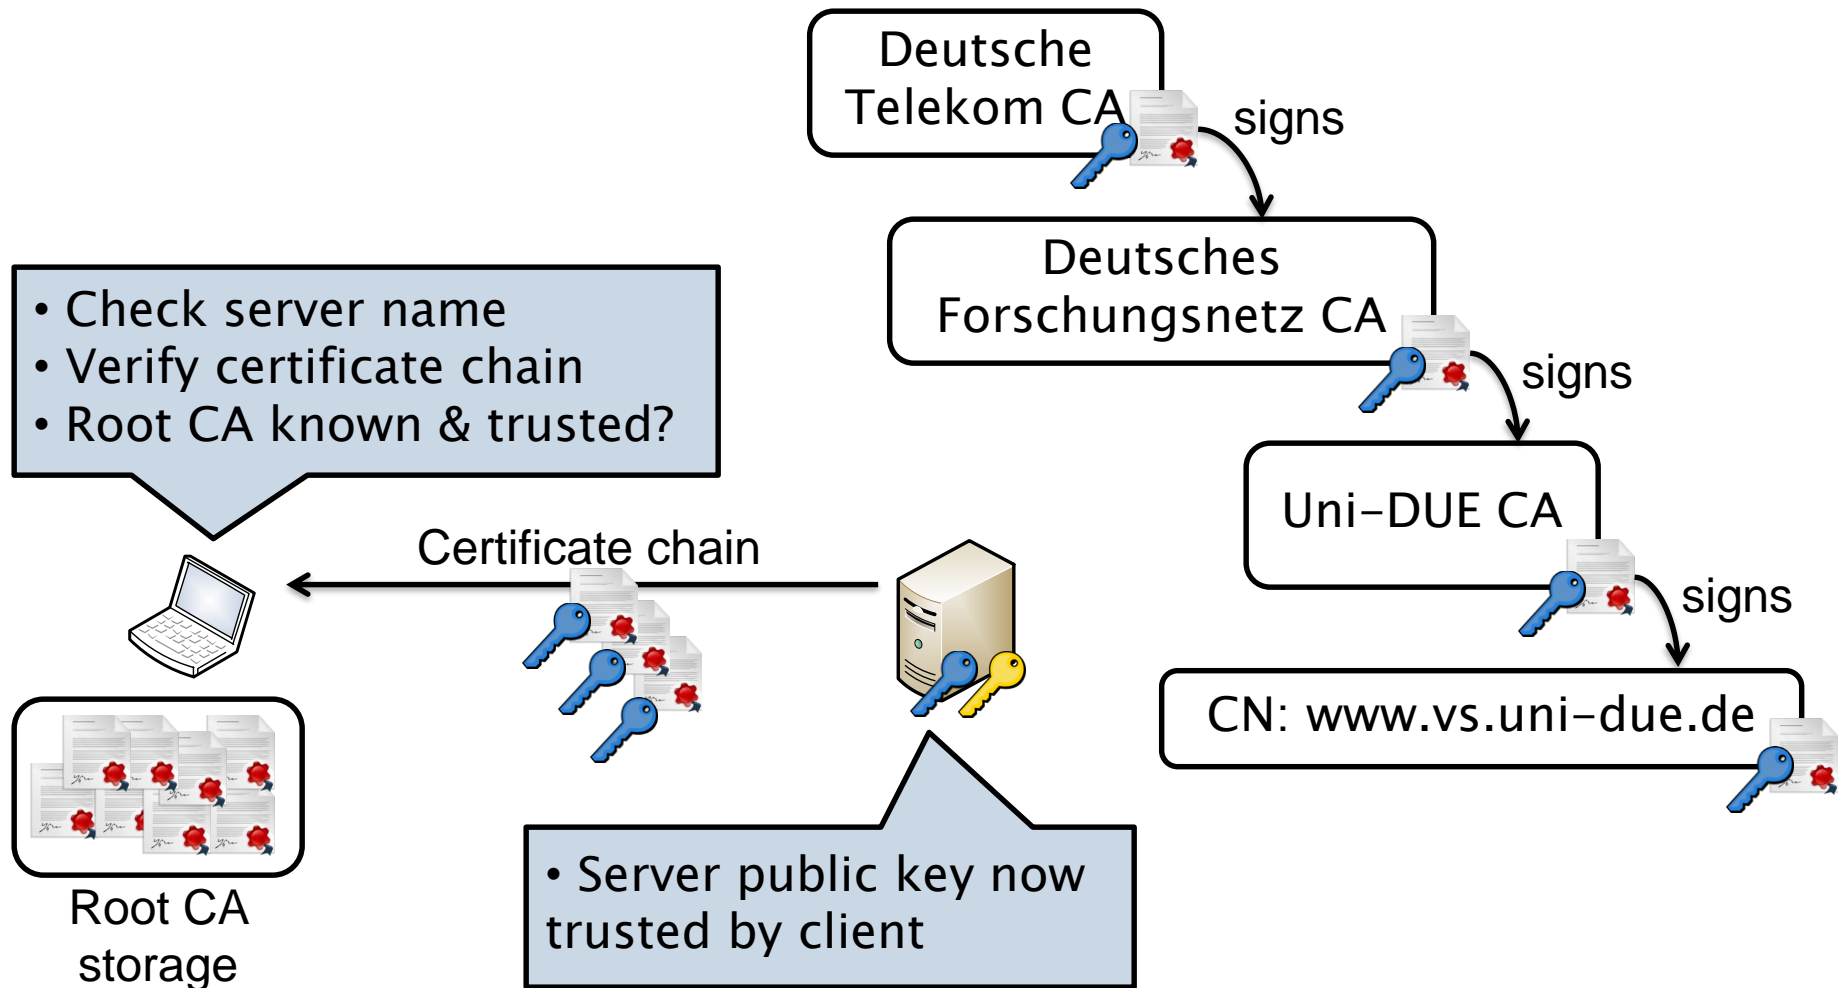 Deutsche
Telekom CA
signs
Deutsches
Forschungsnetz CA
signs
Uni-DUE CA
signs
CN: www.vs.uni-due.de
• Check server name
• Verify certificate chain
• Root CA known & trusted?
Certificate chain
Root CA
storage
• Server public key now
trusted by client